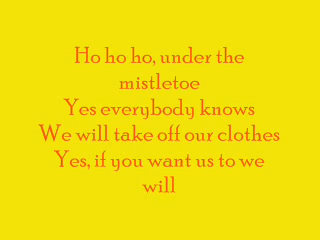 Ho ho ho, under the
mistletoe
Yes everybody knows
We will take off our clothes
Yes, if you want us to we
will